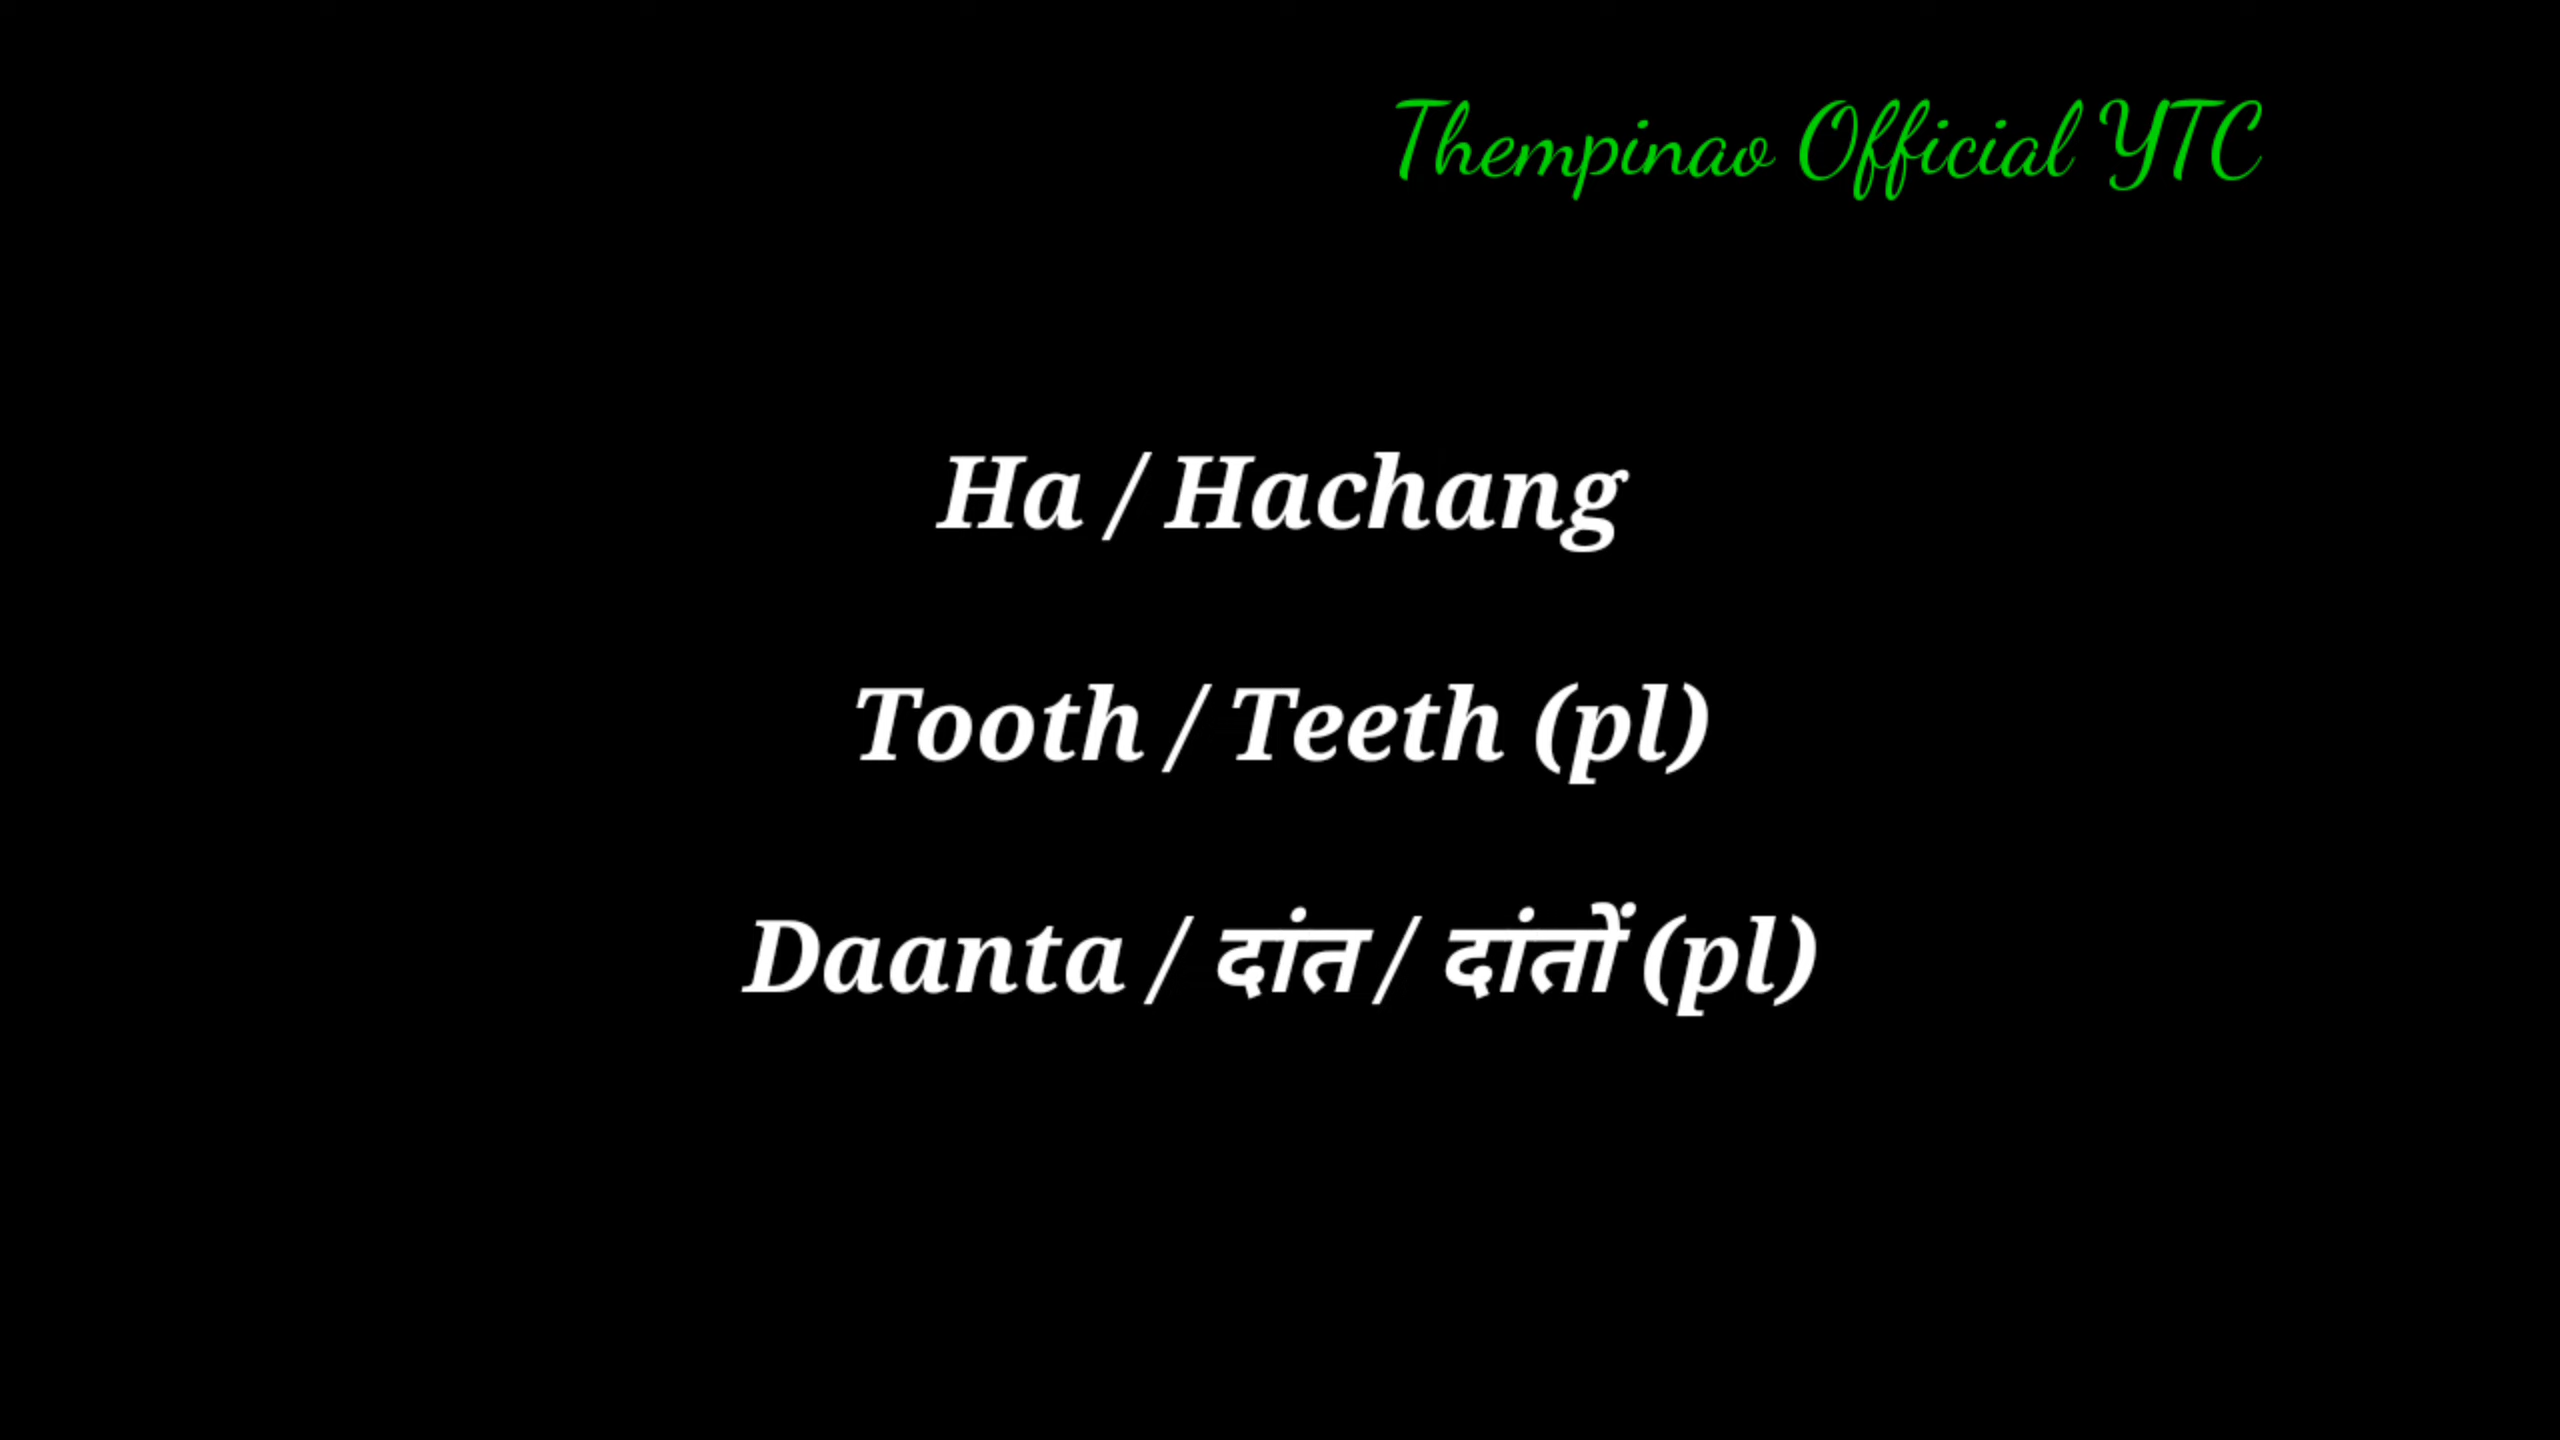 Thempinao Official YTC
Ha / Hachang
Tooth / Teeth (pl)
Daanta / दांत / दांतों (pl)